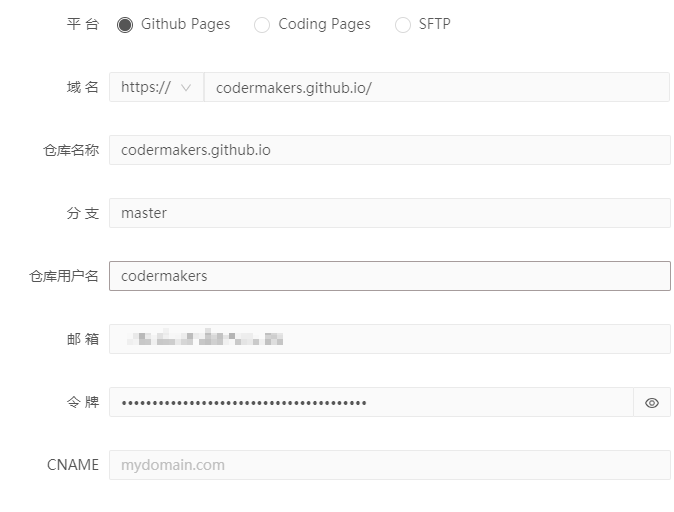 平 台 Github Pages Coding Pages SFTP
域 名 https:// codermakers.github.io/
仓库名称 codermakers.github.io
分 支 master
仓库用户名 codermakers
邮 箱
令 牌 ••••••••••••••••••••••••••••••••••••••••
CNAME mydomain.com